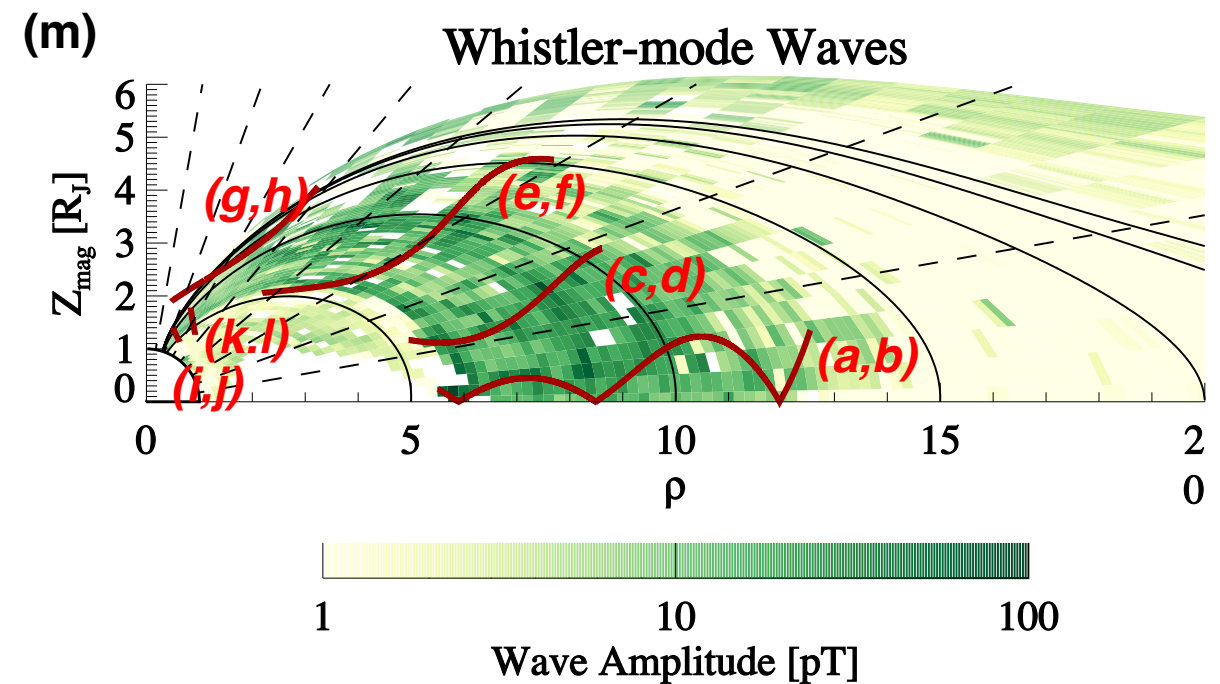 (m)
Whistler-mode Waves
6
5
4
3
2
1
0
Z_mag [R_J]
(g,h)
(e,f)
(c,d)
(k.l)
(a,b)
(i,j)
0 5 10 15 2
0
ρ
1 10 100
Wave Amplitude [pT]